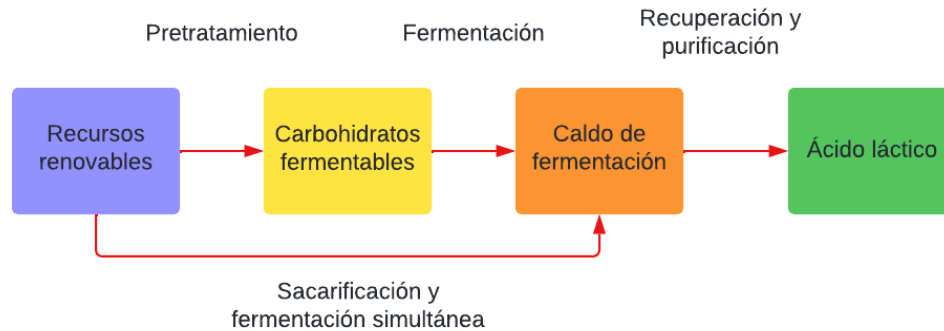 Pretratamiento
Fermentación
Recuperación y
purificación
Recursos
renovables
Carbohidratos
fermentables
Caldo de
fermentación
Ácido láctico
Sacarificación y
fermentación simultánea